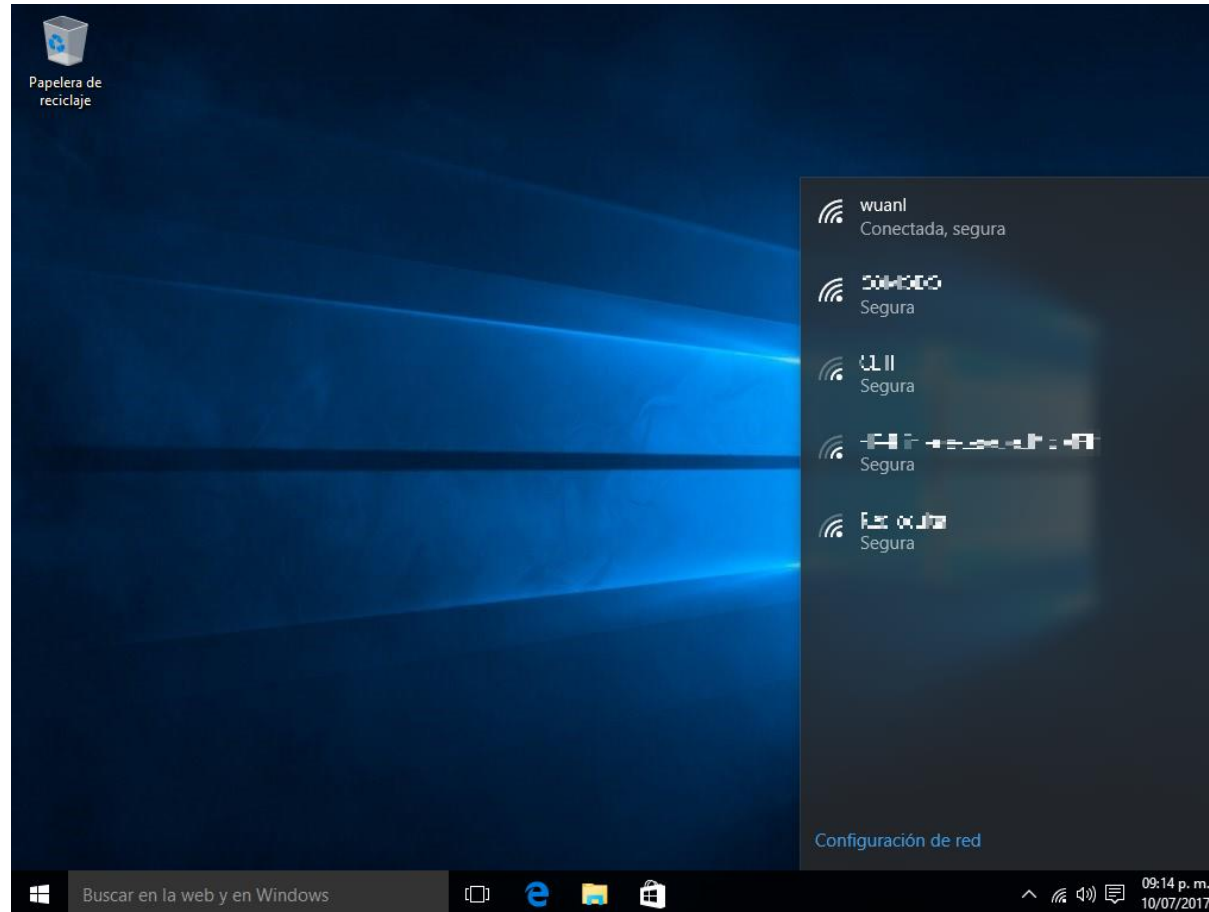 Papelera de
reciclaje
wuanl
Conectada, segura
Segura
Segura
Segura
Segura
Configuración de red
Buscar en la web y en Windows
09:14 p. m.
10/07/2017